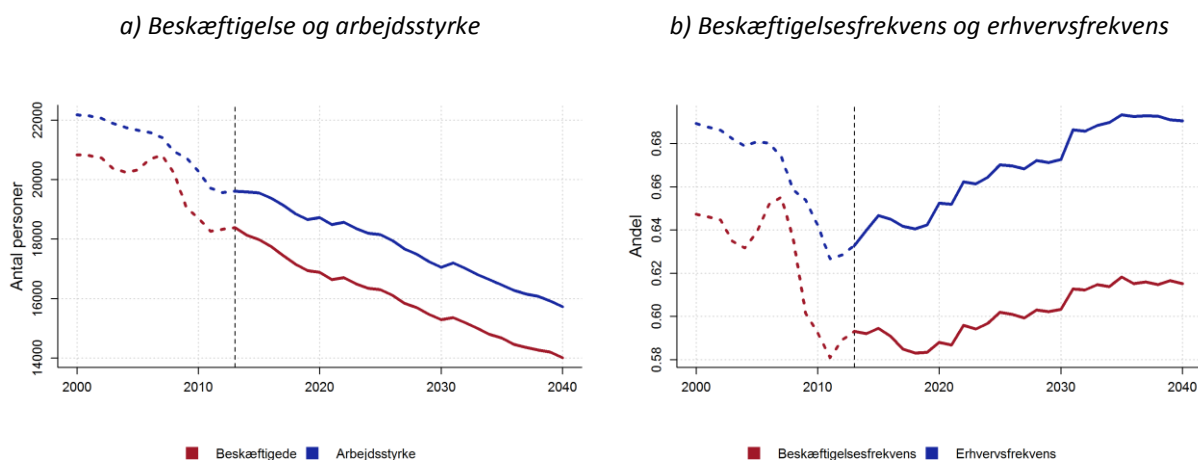 a) Beskæftigelse og arbejdsstyrke
b) Beskæftigelsesfrekvens og erhvervsfrekvens
Antal personer
22000
20000
18000
16000
14000
2000 2010 2020 2030 2040
Beskæftigede Arbejdsstyrke
Andel
0.68
0.66
0.64
0.62
0.60
0.58
2000 2010 2020 2030 2040
Beskæftigelsesfrekvens Erhvervsfrekvens